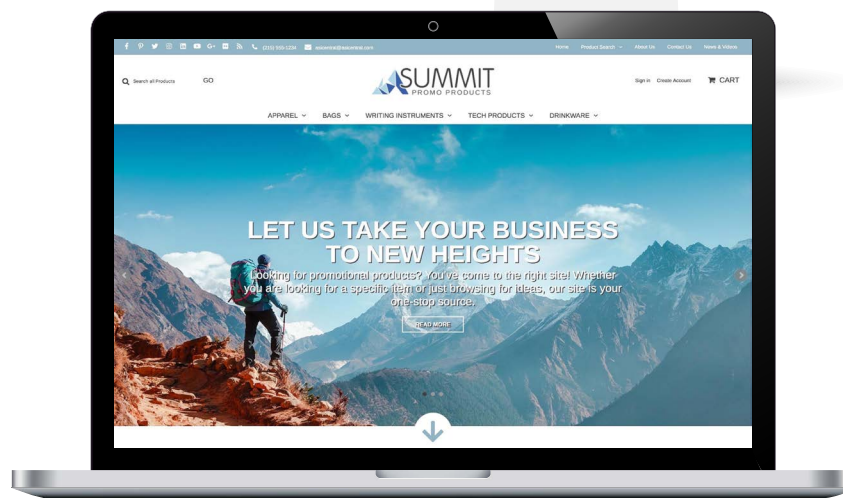 (215) 550-1234
Home Product Search About Us Contact Us News & Videos
Search all Products GO
SUMMIT
PROMO PRODUCTS
Sign in Create Account CART
APPAREL BAGS WRITING INSTRUMENTS TECH PRODUCTS DRINKWARE
LET US TAKE YOUR BUSINESS
TO NEW HEIGHTS
Looking for promotional products? You've come to the right site! Whether
you are looking for a specific item or just browsing for ideas, our site is your
one-stop source.
READ MORE